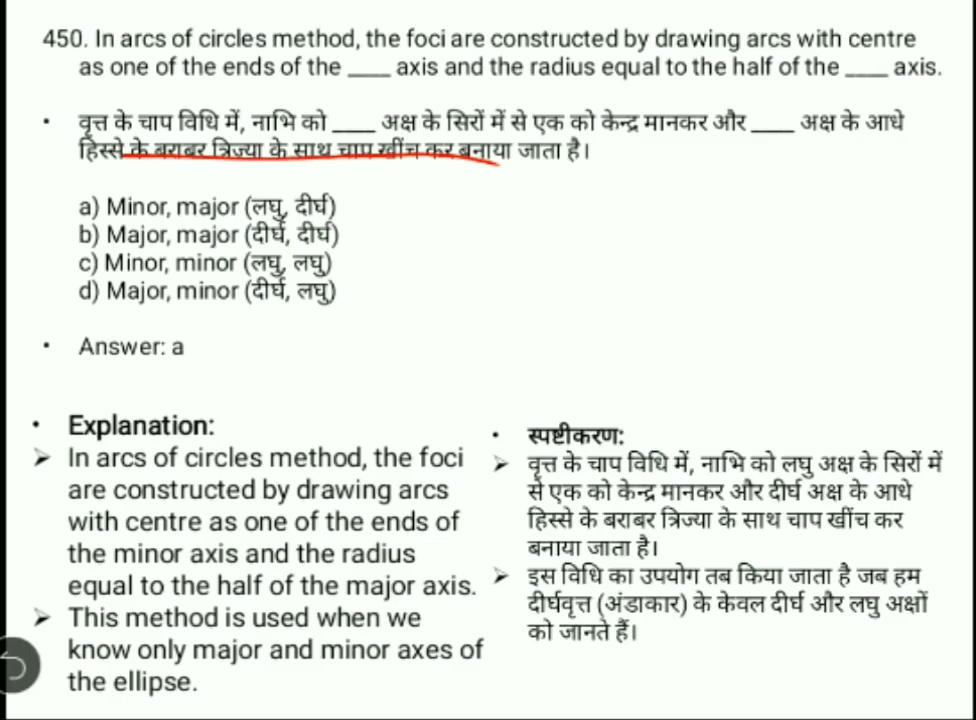 450. In arcs of circles method, the foci are constructed by drawing arcs with centre
as one of the ends of the ____ axis and the radius equal to the half of the ____ axis.
• वृत्त के चाप विधि में, नाभि को ____ अक्ष के सिरों में से एक को केन्द्र मानकर और ____ अक्ष के आधे
हिस्से के बराबर त्रिज्या के साथ चाप खींच कर बनाया जाता है।
a) Minor, major (लघु, दीर्घ)
b) Major, major (दीर्घ, दीर्घ)
c) Minor, minor (लघु, लघु)
d) Major, minor (दीर्घ, लघु)
• Answer: a
• Explanation:
➢ In arcs of circles method, the foci
are constructed by drawing arcs
with centre as one of the ends of
the minor axis and the radius
equal to the half of the major axis.
➢ This method is used when we
know only major and minor axes of
the ellipse.
• स्पष्टीकरण:
➢ वृत्त के चाप विधि में, नाभि को लघु अक्ष के सिरों में
से एक को केन्द्र मानकर और दीर्घ अक्ष के आधे
हिस्से के बराबर त्रिज्या के साथ चाप खींच कर
बनाया जाता है।
➢ इस विधि का उपयोग तब किया जाता है जब हम
दीर्घवृत्त (अंडाकार) के केवल दीर्घ और लघु अक्षों
को जानते हैं।